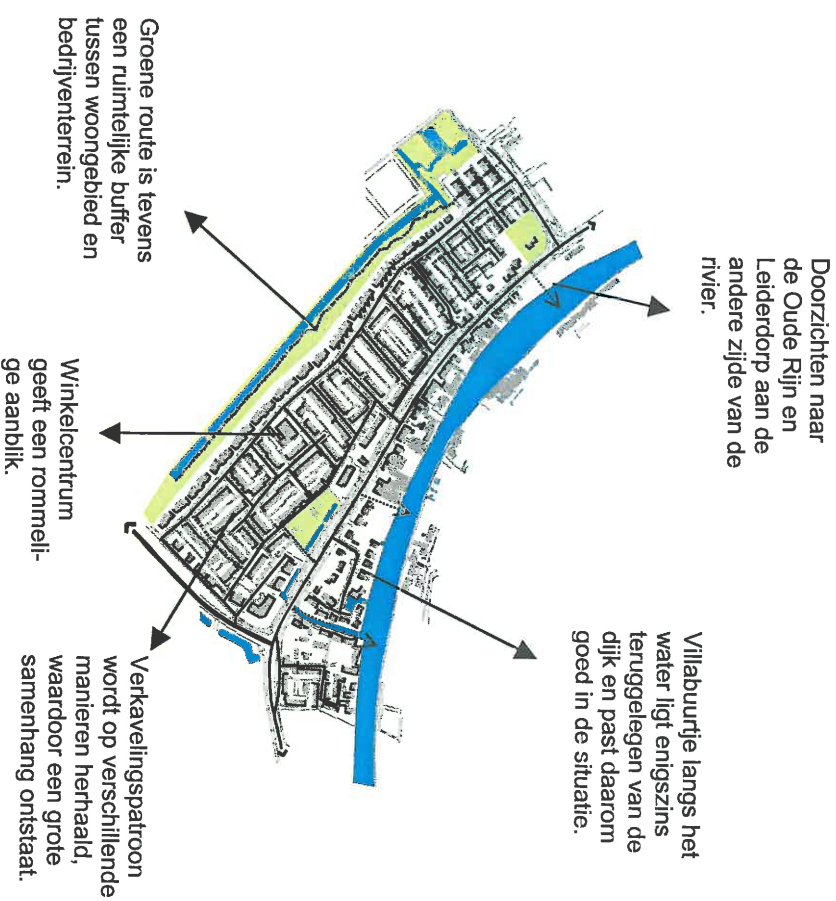 Doorzichten naar
de Oude Rijn en
Leiderdorp aan de
andere zijde van de
rivier.
Villabuurtje langs het
water ligt enigszins
teruggelegen van de
dijk en past daarom
goed in de situatie.
Groene route is tevens
een ruimtelijke buffer
tussen woongebied en
bedrijventerrein.
Winkelcentrum
geeft een rommeli-
ge aanblik.
Verkavelingspatroon
wordt op verschillende
manieren herhaald,
waardoor een grote
samenhang ontstaat.